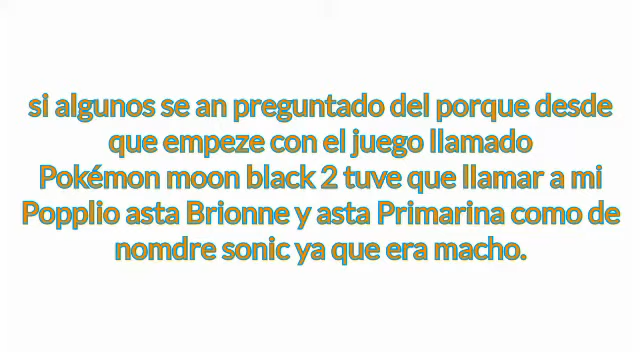 si algunos se an preguntado del porque desde
que empeze con el juego llamado
Pokémon moon black 2 tuve que llamar a mi
Popplio asta Brionne y asta Primarina como de
nomdre sonic ya que era macho.